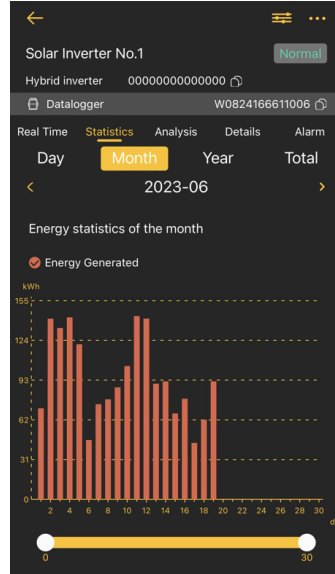 Solar Inverter No.1 Normal
Hybrid inverter 00000000000000
Datalogger W0824166611006
Real Time Statistics Analysis Details Alarm
Day Month Year Total
2023-06
Energy statistics of the month
Energy Generated
kWh
155
124
93
62
31
0
2 4 6 8 10 12 14 16 18 20 22 24 26 28 30
d
0 30